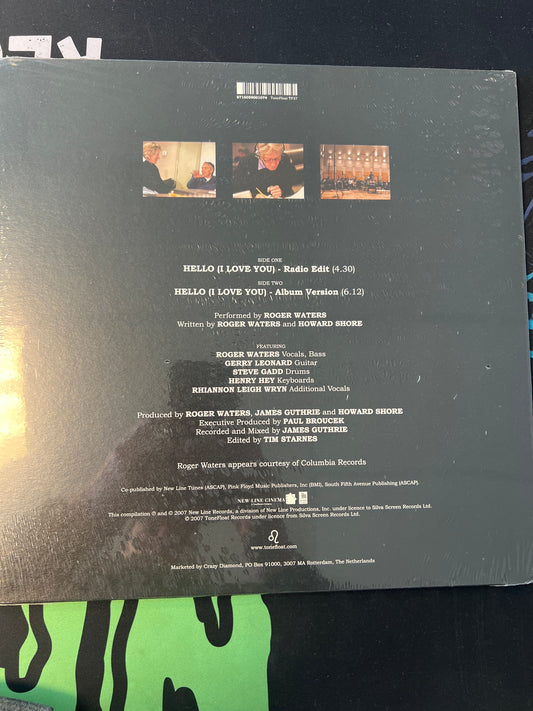 8716059001074 ToneFloat TF37
SIDE ONE
HELLO (I LOVE YOU) - Radio Edit (4.30)
SIDE TWO
HELLO (I LOVE YOU) - Album Version (6.12)
Performed by ROGER WATERS
Written by ROGER WATERS and HOWARD SHORE
FEATURING
ROGER WATERS Vocals, Bass
GERRY LEONARD Guitar
STEVE GADD Drums
HENRY HEY Keyboards
RHIANNON LEIGH WRYN Additional Vocals
Produced by ROGER WATERS, JAMES GUTHRIE and HOWARD SHORE
Executive Produced by PAUL BROUCEK
Recorded and Mixed by JAMES GUTHRIE
Edited by TIM STARNES
Roger Waters appears courtesy of Columbia Records
Co-published by New Line Tunes (ASCAP), Pink Floyd Music Publishers, Inc (BMI), South Fifth Avenue Publishing (ASCAP).
NEW LINE CINEMA
This compilation ℗ and © 2007 New Line Records, a division of New Line Productions, Inc. under licence to Silva Screen Records Ltd.
© 2007 ToneFloat Records under licence from Silva Screen Records Ltd.
www.tonefloat.com
Marketed by Crazy Diamond, PO Box 91000, 3007 MA Rotterdam, The Netherlands